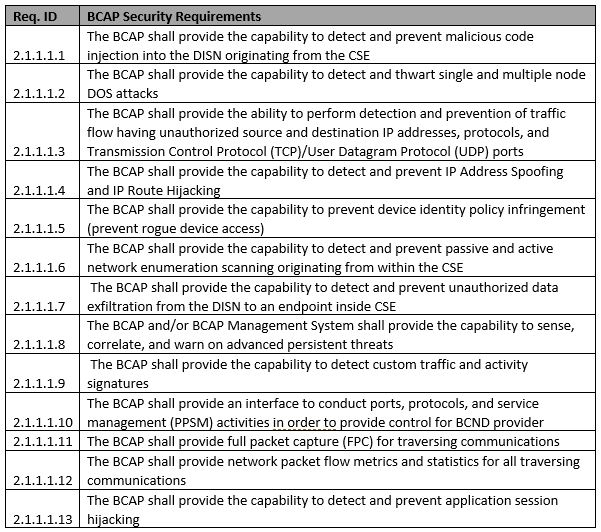 Req. ID BCAP Security Requirements
The BCAP shall provide the capability to detect and prevent malicious code
2.1.1.1.1 injection into the DISN originating from the CSE
The BCAP shall provide the capability to detect and thwart single and multiple node
2.1.1.1.2 DOS attacks
The BCAP shall provide the ability to perform detection and prevention of traffic
flow having unauthorized source and destination IP addresses, protocols, and
2.1.1.1.3 Transmission Control Protocol (TCP)/User Datagram Protocol (UDP) ports
The BCAP shall provide the capability to detect and prevent IP Address Spoofing
2.1.1.1.4 and IP Route Hijacking
The BCAP shall provide the capability to prevent device identity policy infringement
2.1.1.1.5 (prevent rogue device access)
The BCAP shall provide the capability to detect and prevent passive and active
2.1.1.1.6 network enumeration scanning originating from within the CSE
The BCAP shall provide the capability to detect and prevent unauthorized data
2.1.1.1.7 exfiltration from the DISN to an endpoint inside CSE
The BCAP and/or BCAP Management System shall provide the capability to sense,
2.1.1.1.8 correlate, and warn on advanced persistent threats
The BCAP shall provide the capability to detect custom traffic and activity
2.1.1.1.9 signatures
The BCAP shall provide an interface to conduct ports, protocols, and service
2.1.1.1.10 management (PPSM) activities in order to provide control for BCND provider
2.1.1.1.11 The BCAP shall provide full packet capture (FPC) for traversing communications
The BCAP shall provide network packet flow metrics and statistics for all traversing
2.1.1.1.12 communications
The BCAP shall provide the capability to detect and prevent application session
2.1.1.1.13 hijacking